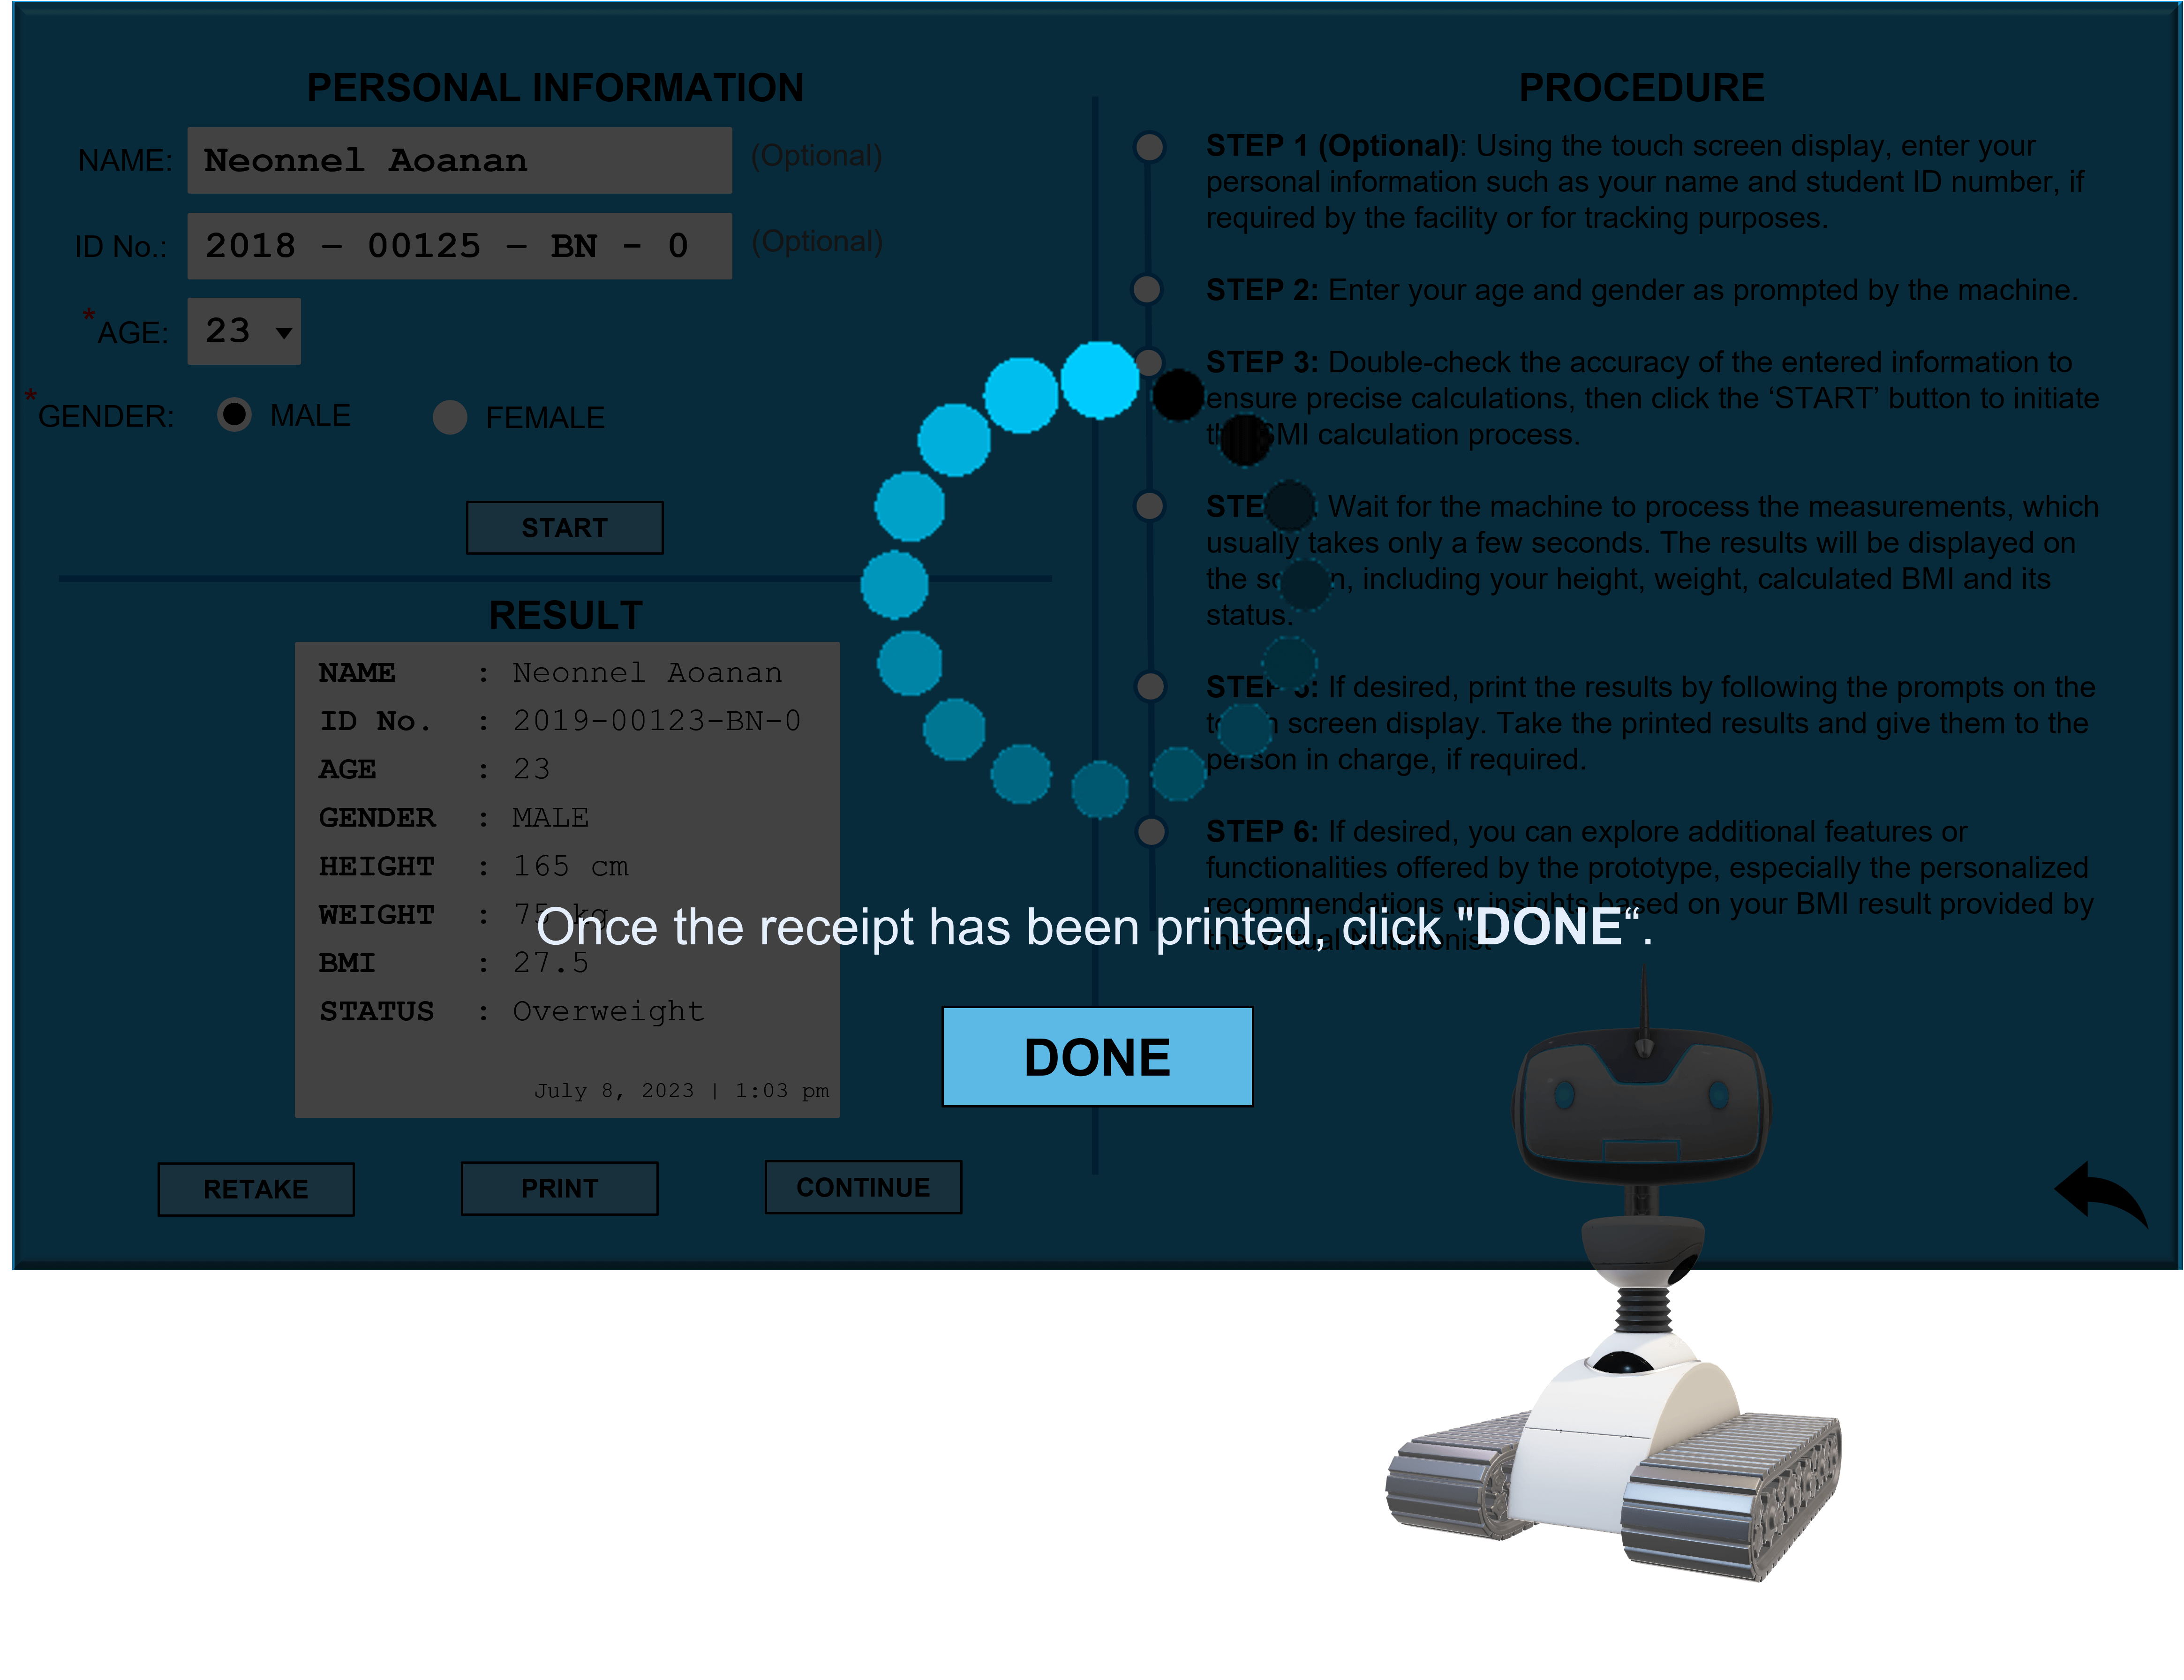 PERSONAL INFORMATION
NAME: Neonnel Aoanan (Optional)
ID No.: 2018 – 00125 – BN - 0 (Optional)
*AGE: 23
*GENDER: MALE FEMALE
START
RESULT
NAME : Neonnel Aoanan
ID No. : 2019-00123-BN-0
AGE : 23
GENDER : MALE
HEIGHT : 165 cm
WEIGHT : 75 kg
BMI : 27.5
STATUS : Overweight
July 8, 2023 | 1:03 pm
RETAKE PRINT CONTINUE
PROCEDURE
STEP 1 (Optional): Using the touch screen display, enter your
personal information such as your name and student ID number, if
required by the facility or for tracking purposes.
STEP 2: Enter your age and gender as prompted by the machine.
STEP 3: Double-check the accuracy of the entered information to
ensure precise calculations, then click the ‘START’ button to initiate
the BMI calculation process.
STEP Wait for the machine to process the measurements, which
usually takes only a few seconds. The results will be displayed on
the screen, including your height, weight, calculated BMI and its
status.
STEP 5: If desired, print the results by following the prompts on the
touch screen display. Take the printed results and give them to the
person in charge, if required.
STEP 6: If desired, you can explore additional features or
functionalities offered by the prototype, especially the personalized
recommendations or insights based on your BMI result provided by
the Virtual Nutritionist
Once the receipt has been printed, click "DONE“.
DONE